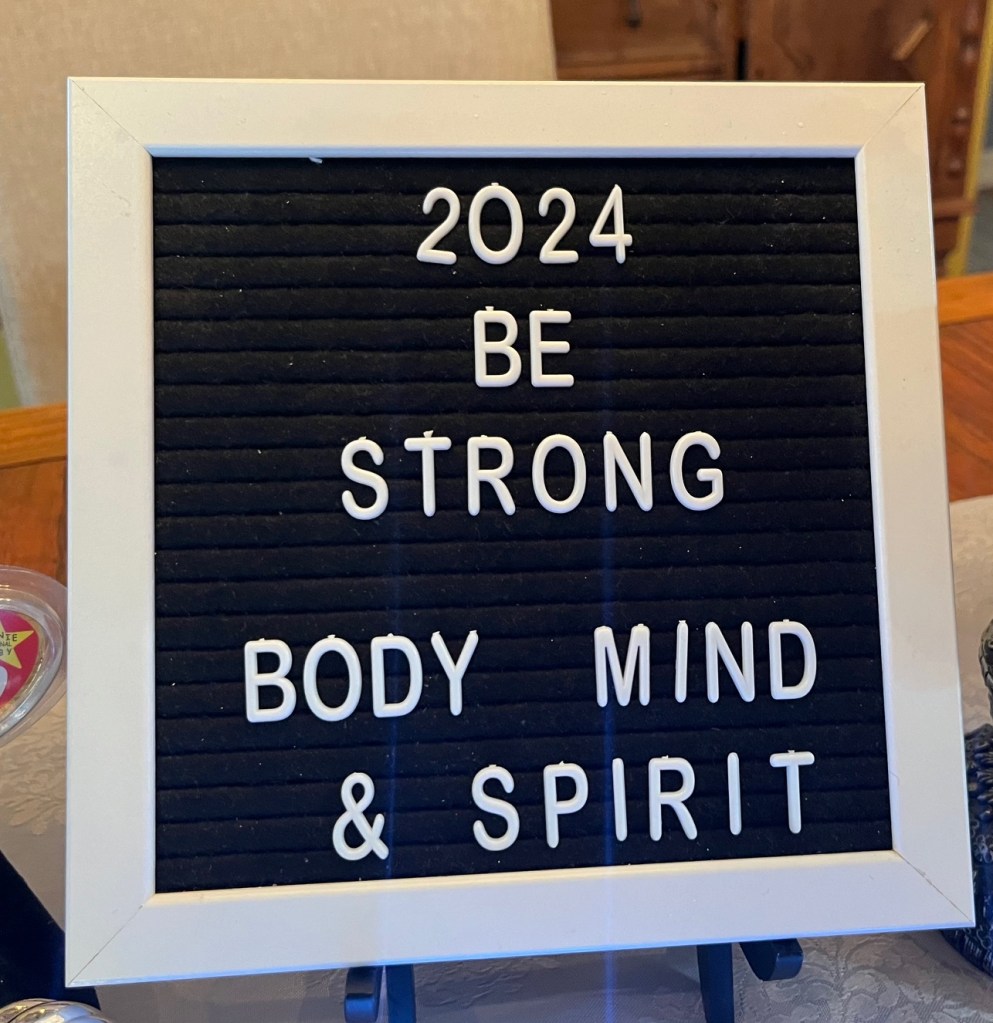 2024
BE
STRONG
BODY MIND
& SPIRIT